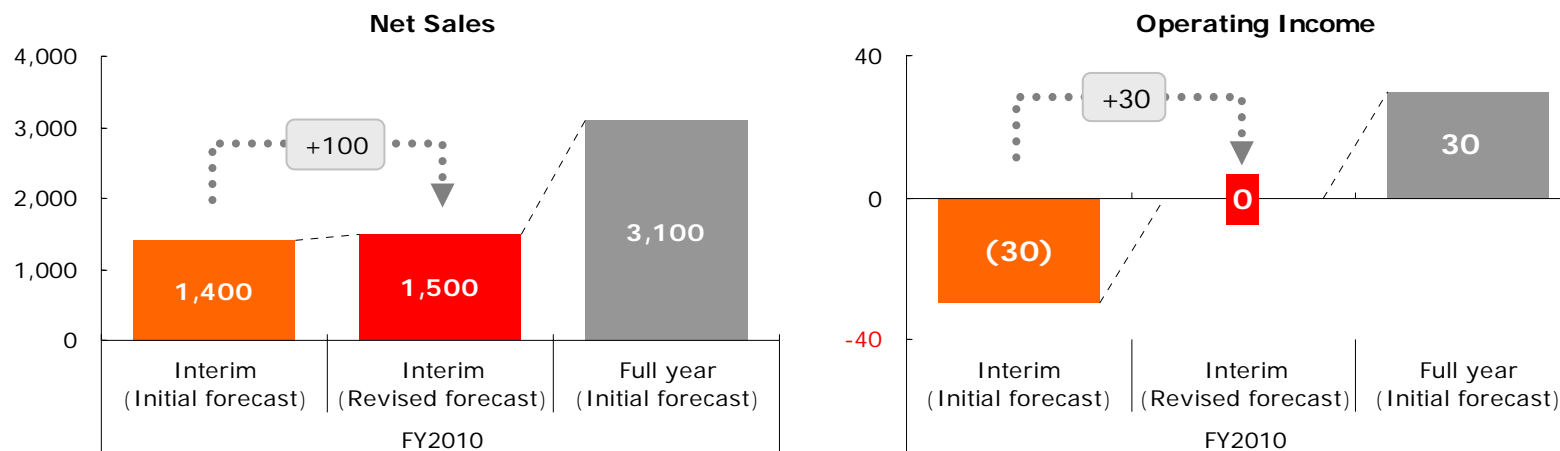 Net Sales
4,000
3,000
2,000
1,000
0
+100
1,400
1,500
3,100
Interim
(Initial forecast)
Interim
(Revised forecast)
Full year
(Initial forecast)
FY2010
Operating Income
40
0
-40
+30
(30)
0
30
Interim
(Initial forecast)
Interim
(Revised forecast)
Full year
(Initial forecast)
FY2010